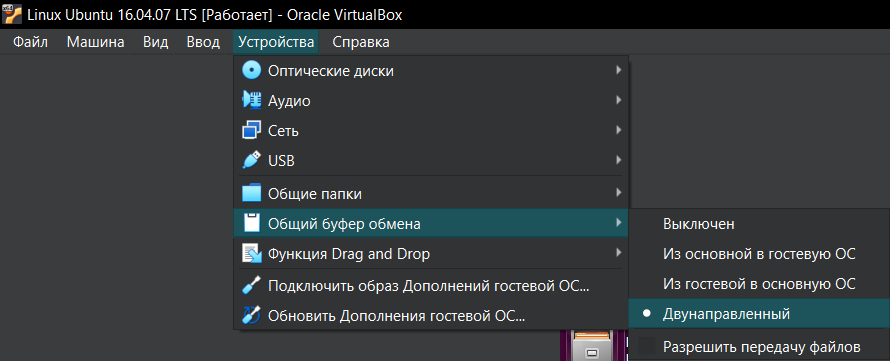 x64
Linux Ubuntu 16.04.07 LTS [Работает] - Oracle VirtualBox
Файл Машина Вид Ввод Устройства Справка
Оптические диски
Аудио
Сеть
USB
Общие папки
Общий буфер обмена
Функция Drag and Drop
Подключить образ Дополнений гостевой ОС...
Обновить Дополнения гостевой ОС...
Выключен
Из основной в гостевую ОС
Из гостевой в основную ОС
Двунаправленный
Разрешить передачу файлов